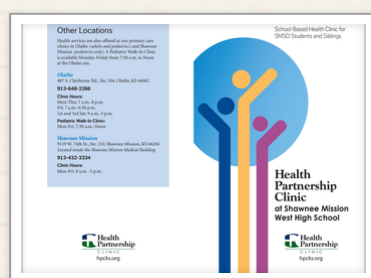 Other Locations
Health services are also offered at our primary care
clinics in Olathe (adults and pediatrics) and Shawnee
Mission (pediatrics only). A Pediatric Walk-In Clinic
is available Monday-Friday from 7:30 a.m. to Noon
at the Olathe site.
Olathe
407 S. Clairborne Rd., Ste. 104, Olathe, KS 66062
913-648-2266
Clinic Hours:
Mon-Thu: 7 a.m.-8 p.m.
Fri: 7 a.m.-6:30 p.m.
1st and 3rd Sat: 9 a.m.-3 p.m.
Pediatric Walk-In Clinic:
Mon-Fri: 7:30 a.m.-Noon
Shawnee Mission
9119 W. 74th St., Ste. 210, Shawnee Mission, KS 66204
Located inside the Shawnee Mission Medical Building
913-432-3334
Clinic Hours:
Mon-Fri: 8 a.m.-5 p.m.
Health
Partnership
CLINIC
hpcks.org
School-Based Health Clinic for
SMSD Students and Siblings
Health
Partnership
Clinic
at Shawnee Mission
West High School
Health
Partnership
CLINIC
hpcks.org